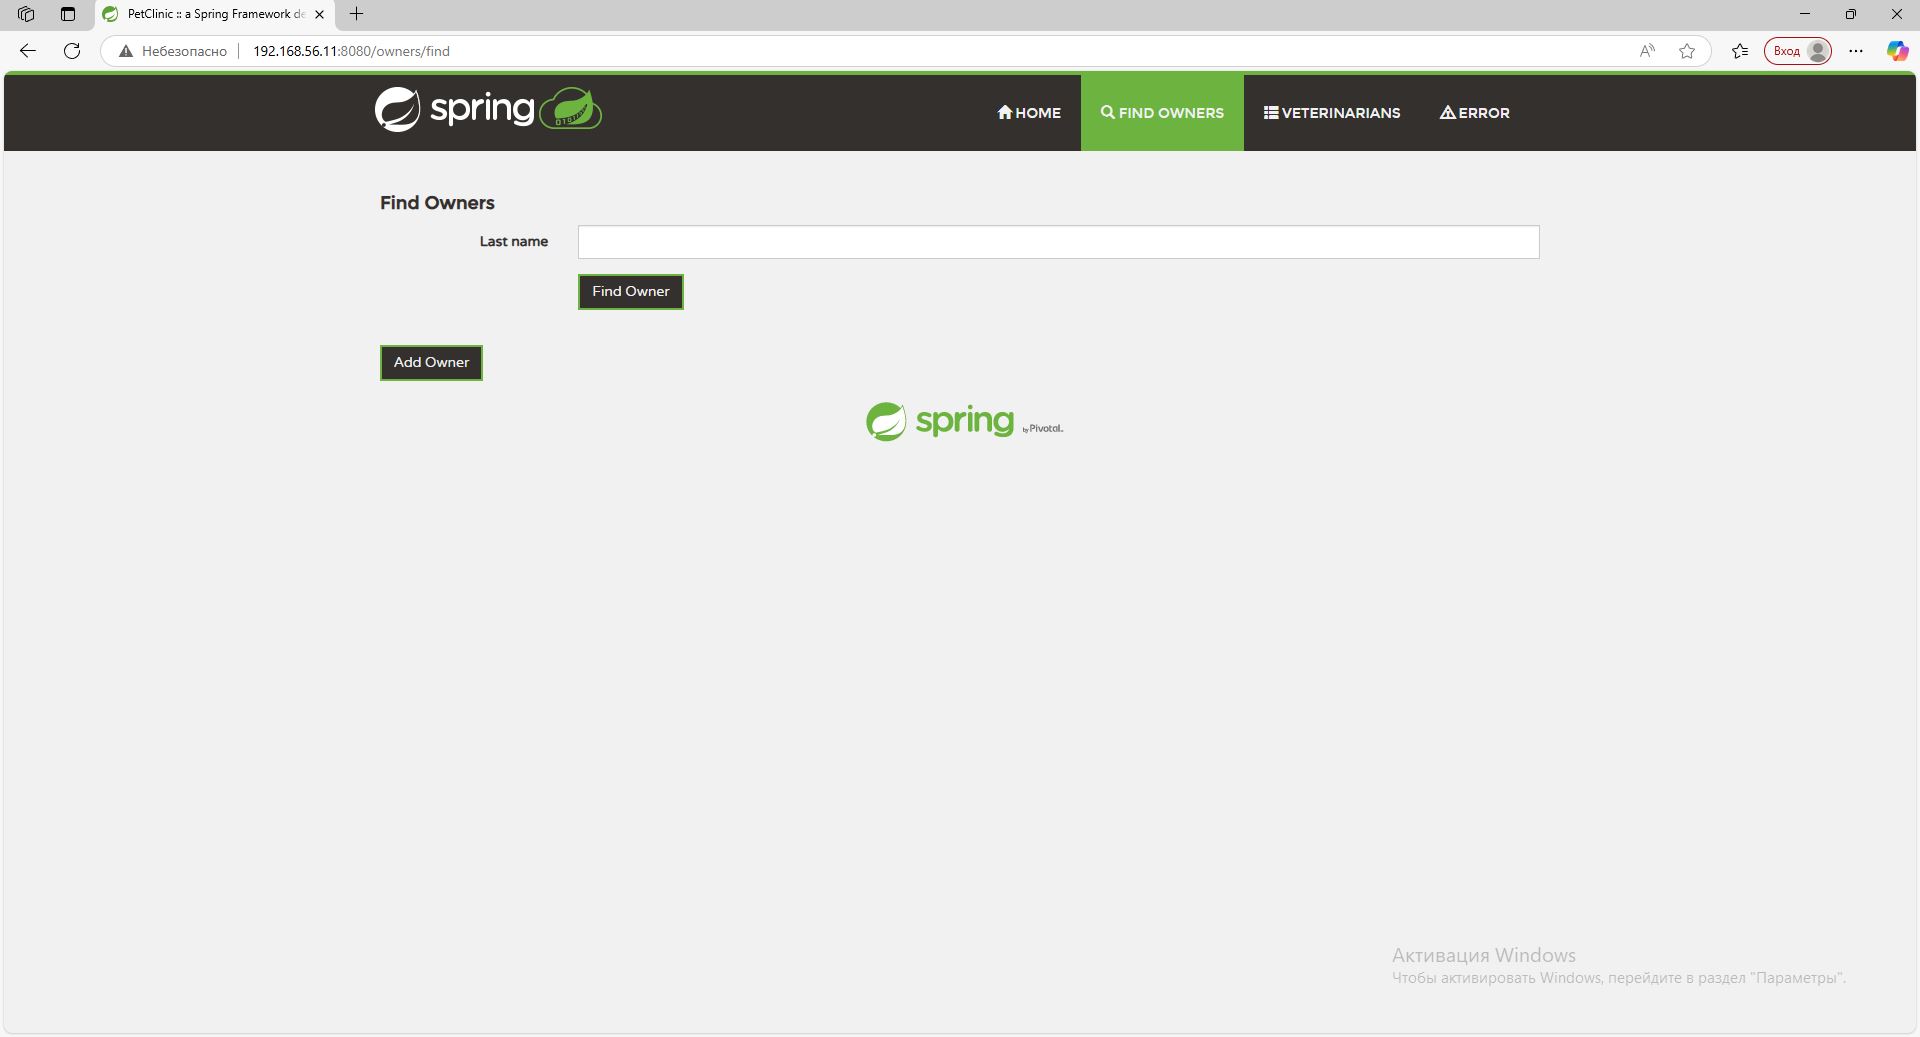 PetClinic :: a Spring Framework de
Небезопасно
192.168.56.11:8080/owners/find
Вход
spring
HOME
FIND OWNERS
VETERINARIANS
ERROR
Find Owners
Last name
Find Owner
Add Owner
spring by Pivotal.
Активация Windows
Чтобы активировать Windows, перейдите в раздел "Параметры".